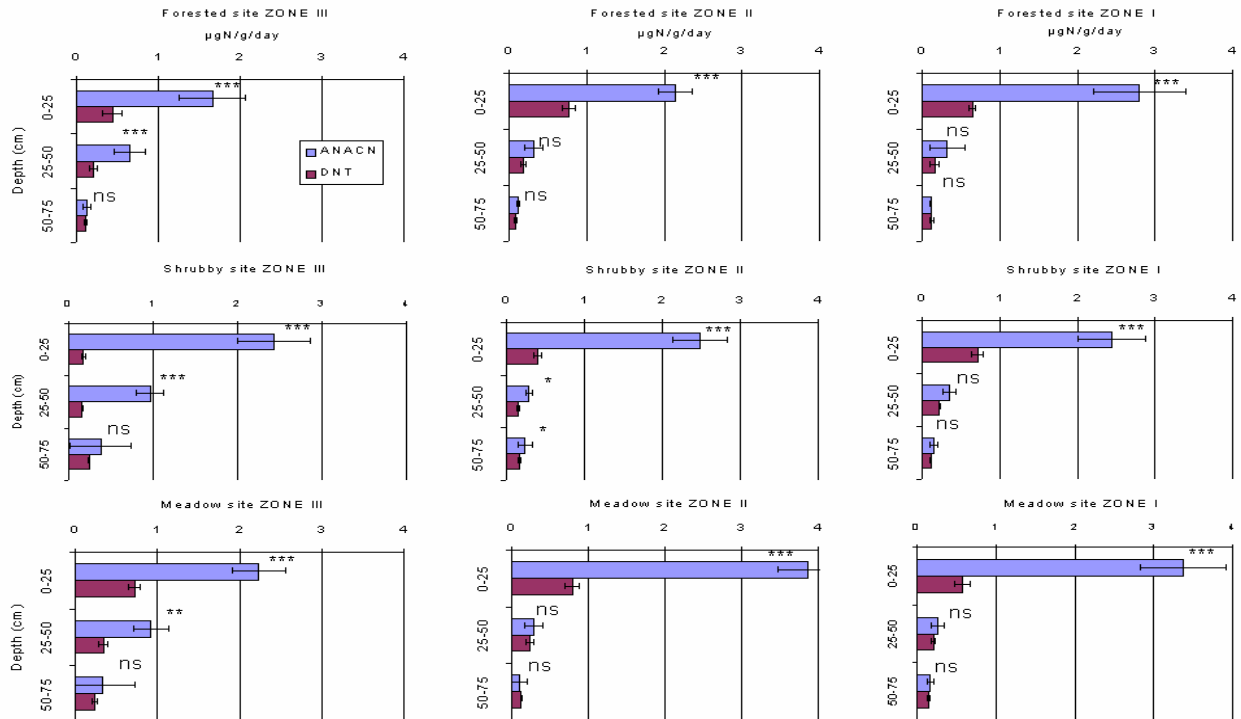 Forested site ZONE III Forested site ZONE II Forested site ZONE I
µgN/g/day µgN/g/day µgN/g/day
0 1 2 3 4 0 1 2 3 4 0 1 2 3 4
Depth (cm) 0-25 *** 0-25 *** 0-25 ***
25-50 *** 25-50 ns 25-50 ns
ANACN
DNT
50-75 ns 50-75 ns 50-75 ns
Shrubby site ZONE III Shrubby site ZONE II Shrubby site ZONE I
0 1 2 3 4 0 1 2 3 4 0 1 2 3 4
Depth (cm) 0-25 *** 0-25 *** 0-25 ***
25-50 *** 25-50 * 25-50 ns
50-75 ns 50-75 * 50-75 ns
Meadow site ZONE III Meadow site ZONE II Meadow site ZONE I
0 1 2 3 4 0 1 2 3 4 0 1 2 3 4
Depth (cm) 0-25 *** 0-25 *** 0-25 ***
25-50 ** 25-50 ns 25-50 ns
50-75 ns 50-75 ns 50-75 ns